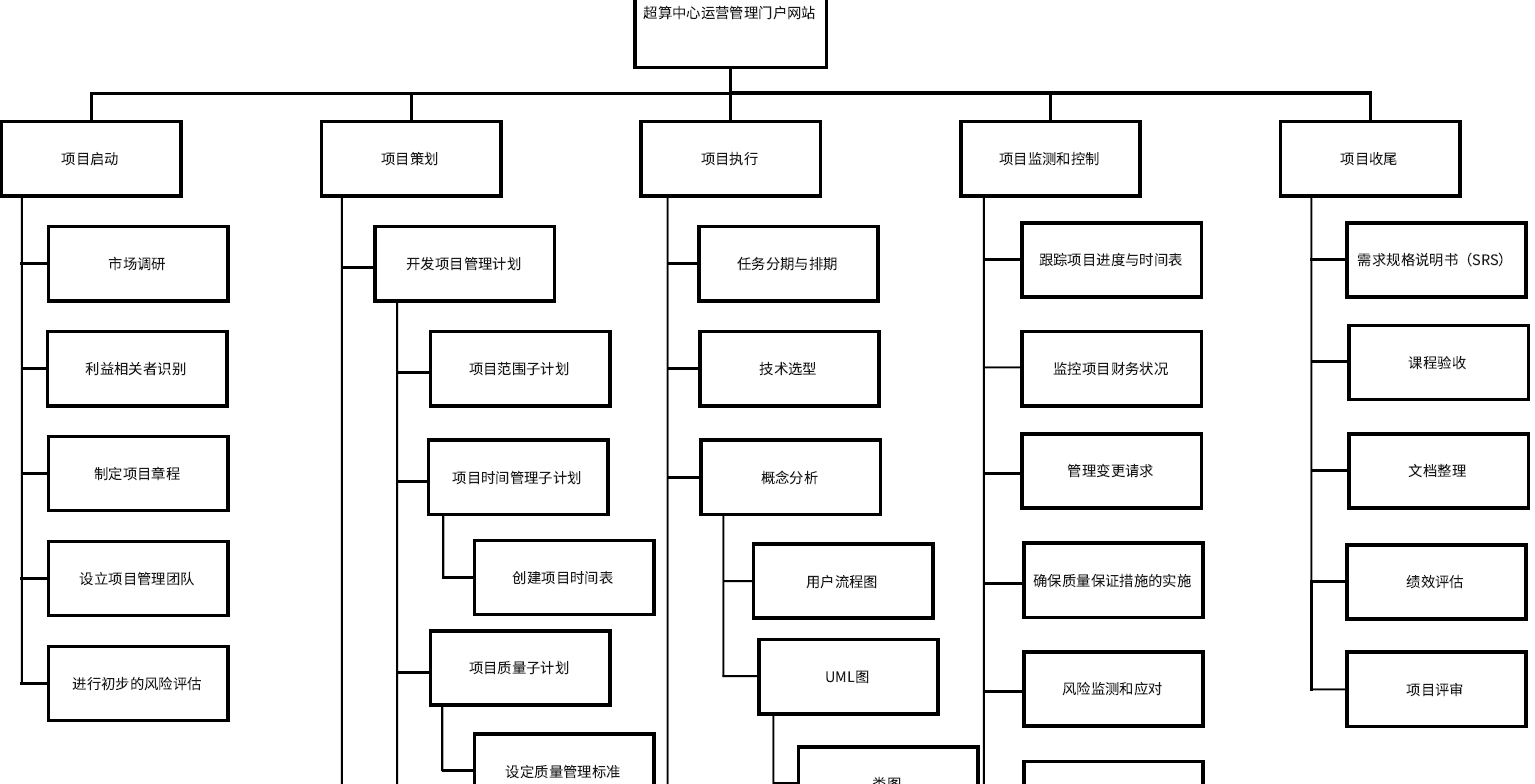 超算中心运营管理门户网站
项目启动
项目策划
项目执行
项目监测和控制
项目收尾
市场调研
利益相关者识别
制定项目章程
设立项目管理团队
进行初步的风险评估
开发项目管理计划
项目范围子计划
项目时间管理子计划
创建项目时间表
项目质量子计划
设定质量管理标准
任务分期与排期
技术选型
概念分析
用户流程图
UML图
类图
跟踪项目进度与时间表
监控项目财务状况
管理变更请求
确保质量保证措施的实施
风险监测和应对
需求规格说明书（SRS）
课程验收
文档整理
绩效评估
项目评审